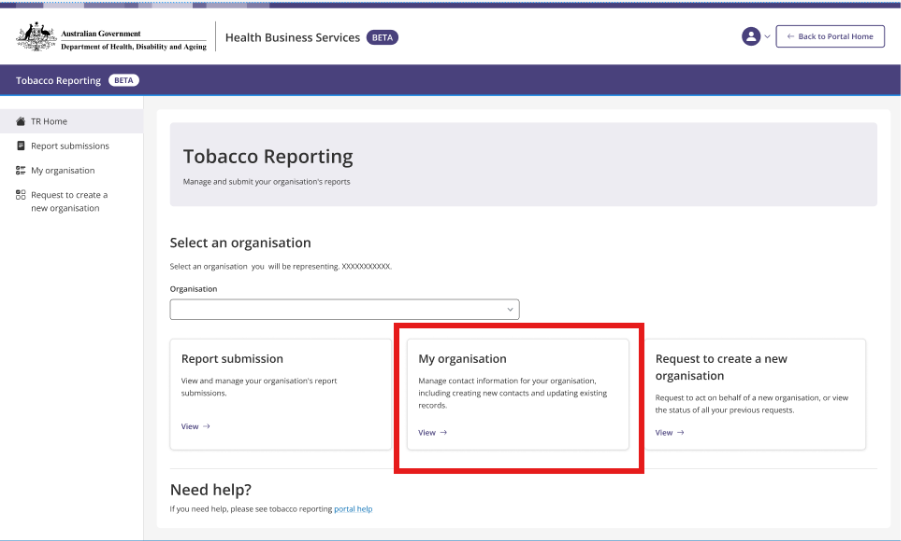 Australian Government
Department of Health, Disability and Ageing
Health Business Services BETA
← Back to Portal Home
Tobacco Reporting BETA
TR Home
Report submissions
My organisation
Request to create a
new organisation
Tobacco Reporting
Manage and submit your organisation's reports
Select an organisation
Select an organisation you will be representing. XXXXXXXXXXX.
Organisation
Report submission
View and manage your organisation's report
submissions.
View →
My organisation
Manage contact information for your organisation,
including creating new contacts and updating existing
records.
View →
Request to create a new
organisation
Request to act on behalf of a new organisation, or view
the status of all your previous requests.
View →
Need help?
If you need help, please see tobacco reporting portal help